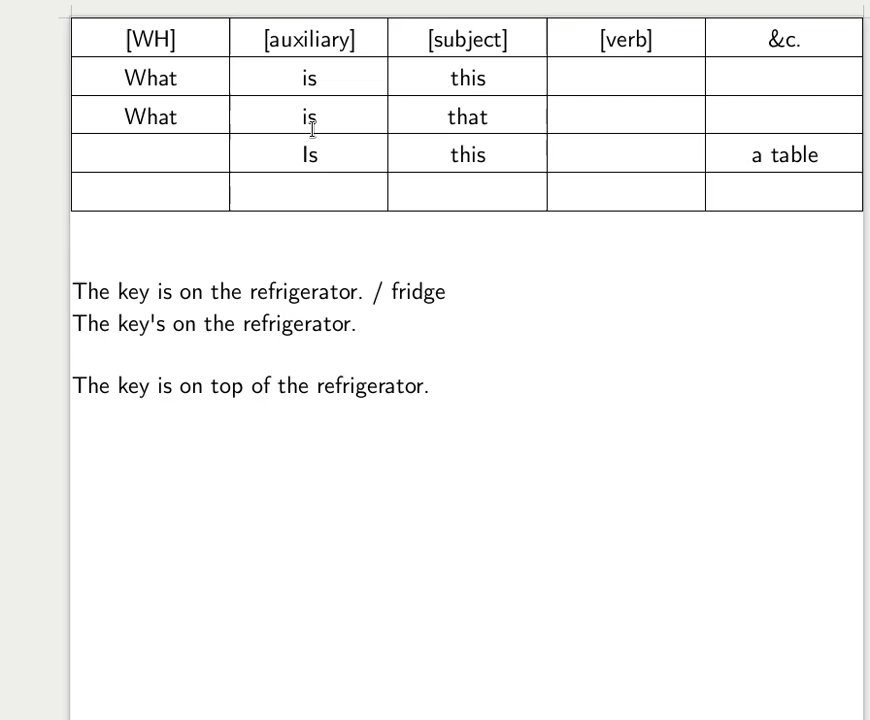 [WH] [auxiliary] [subject] [verb] &c.
What is this
What is that
Is this a table
The key is on the refrigerator. / fridge
The key's on the refrigerator.
The key is on top of the refrigerator.